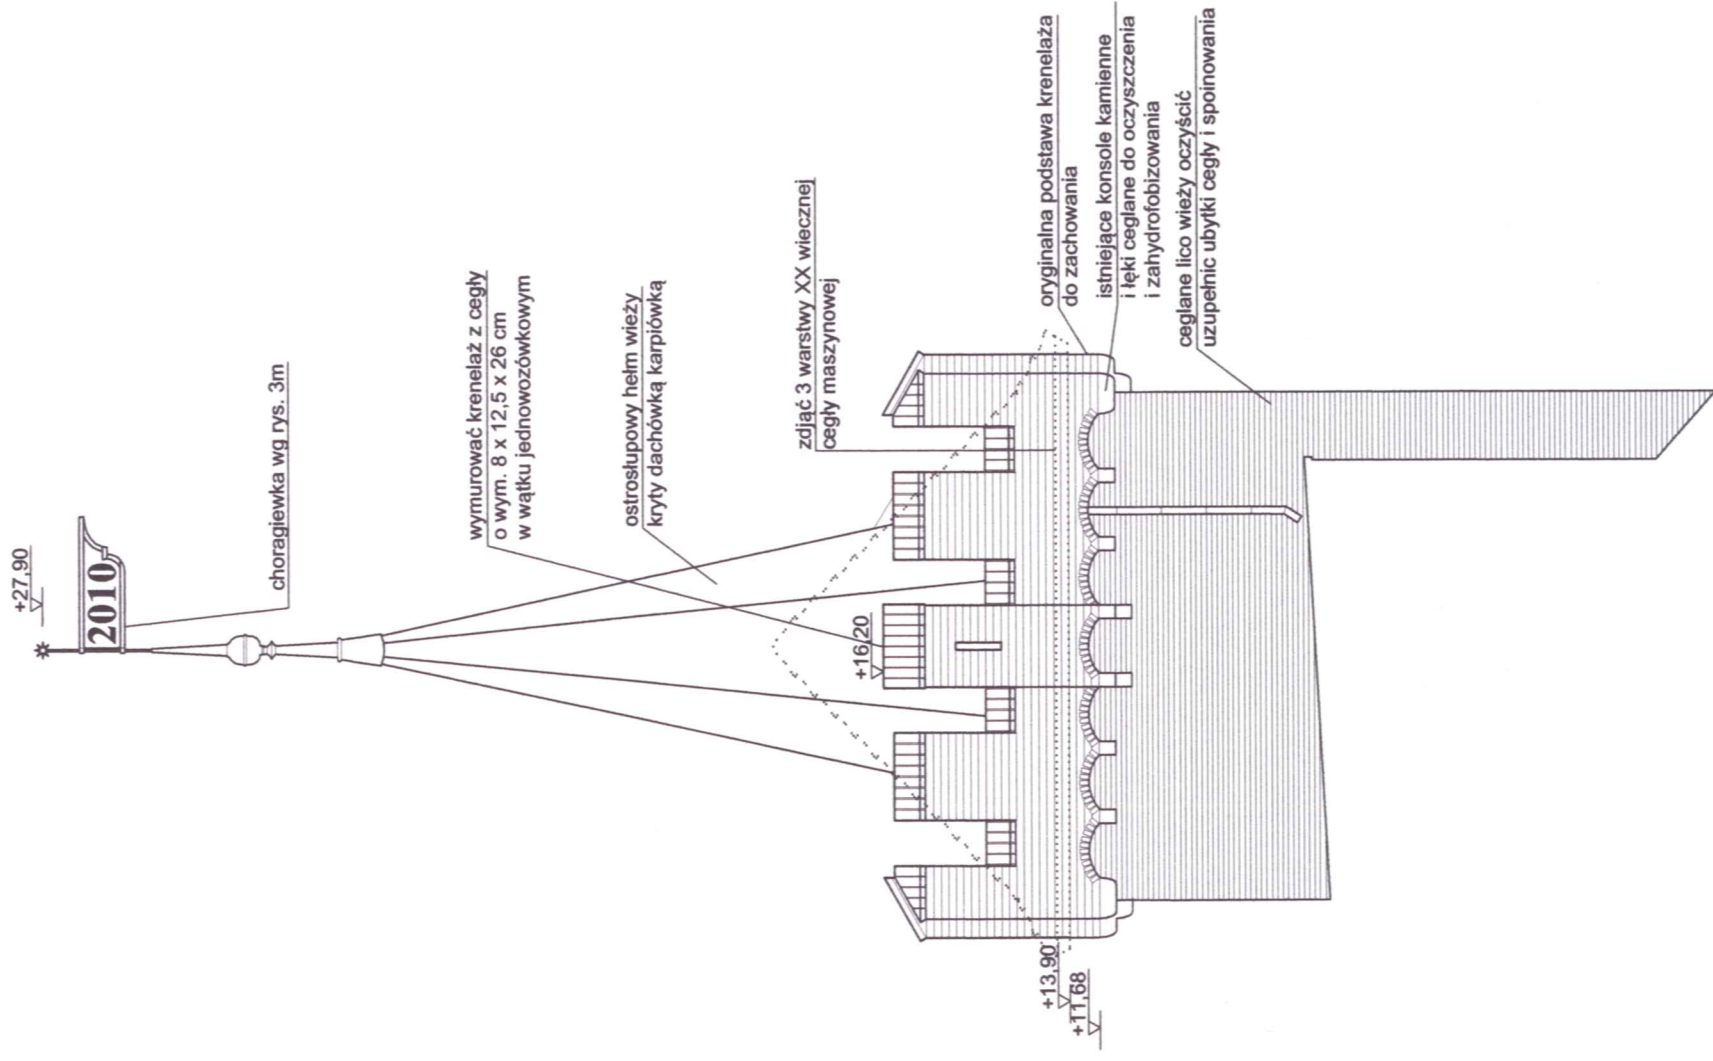 +27,90
2010
chorągiewka wg rys. 3m
wymurować krenelaż z cegły
o wym. 8 x 12,5 x 26 cm
w wątku jednowozówkowym
ostrosłupowy hełm wieży
kryty dachówką karpiówką
+16,20
zdjąć 3 warstwy XX wiecznej
cegły maszynowej
oryginalna podstawa krenelaża
do zachowania
istniejące konsole kamienne
i łęki ceglane do oczyszczenia
i zahydrofobizowania
ceglane lico wieży oczyścić
uzupełnic ubytki cegły i spoinowania
+13,90
+11,68